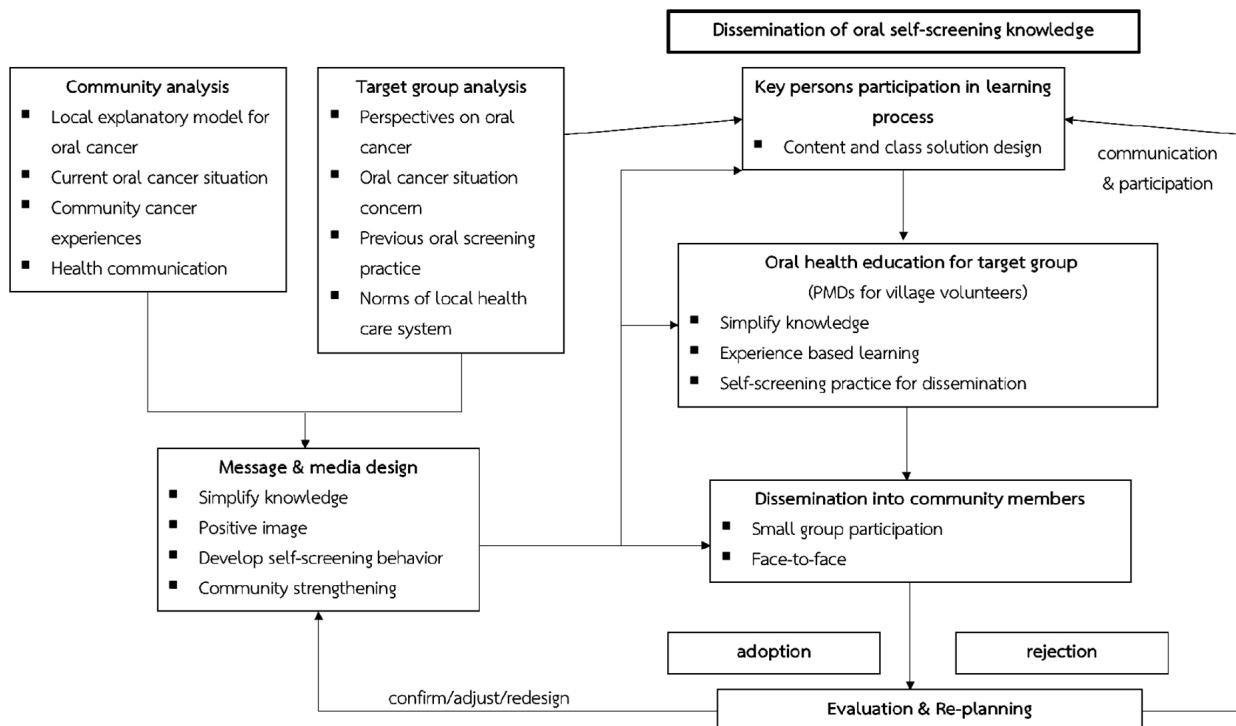 Dissemination of oral self-screening knowledge
Community analysis
■ Local explanatory model for
oral cancer
■ Current oral cancer situation
■ Community cancer
experiences
■ Health communication
Target group analysis
■ Perspectives on oral
cancer
■ Oral cancer situation
concern
■ Previous oral screening
practice
■ Norms of local health
care system
Key persons participation in learning
process
■ Content and class solution design
communication
& participation
Oral health education for target group
(PMDs for village volunteers)
■ Simplify knowledge
■ Experience based learning
■ Self-screening practice for dissemination
Message & media design
■ Simplify knowledge
■ Positive image
■ Develop self-screening behavior
■ Community strengthening
Dissemination into community members
■ Small group participation
■ Face-to-face
adoption
rejection
confirm/adjust/redesign
Evaluation & Re-planning